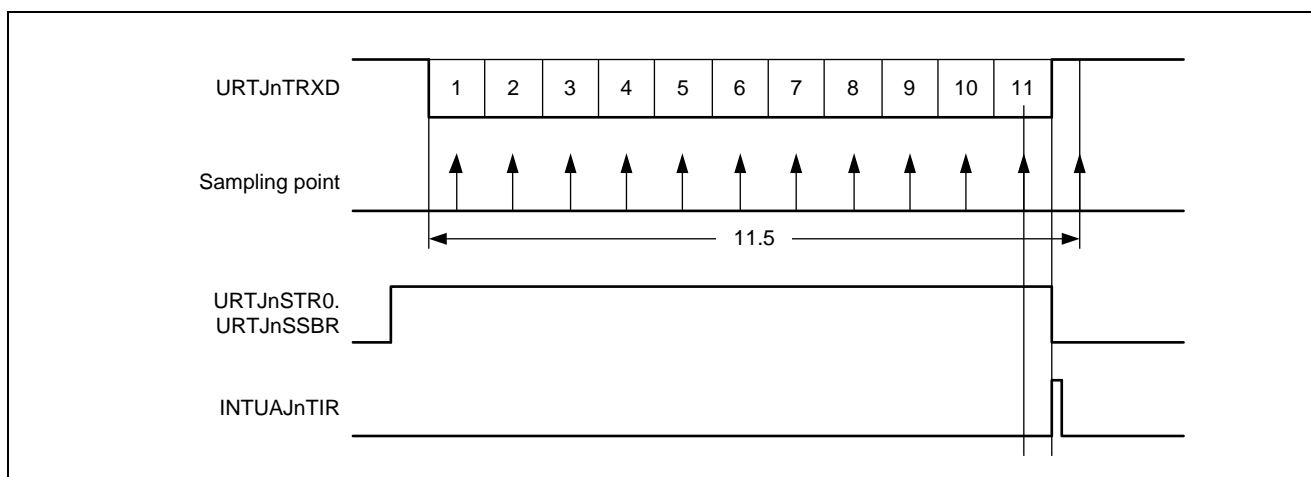 URTJnTRXD
1 2 3 4 5 6 7 8 9 10 11
Sampling point
11.5
URTJnSTR0.
URTJnSSBR
INTUAJnTIR